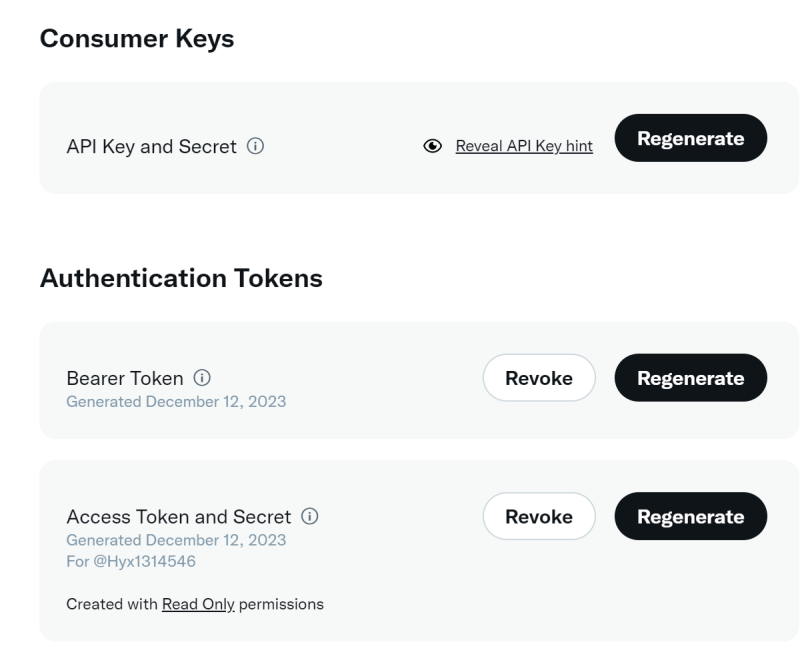 Consumer Keys
API Key and Secret
Reveal API Key hint
Regenerate
Authentication Tokens
Bearer Token
Generated December 12, 2023
Revoke
Regenerate
Access Token and Secret
Generated December 12, 2023
For @Hyx1314546
Revoke
Regenerate
Created with Read Only permissions